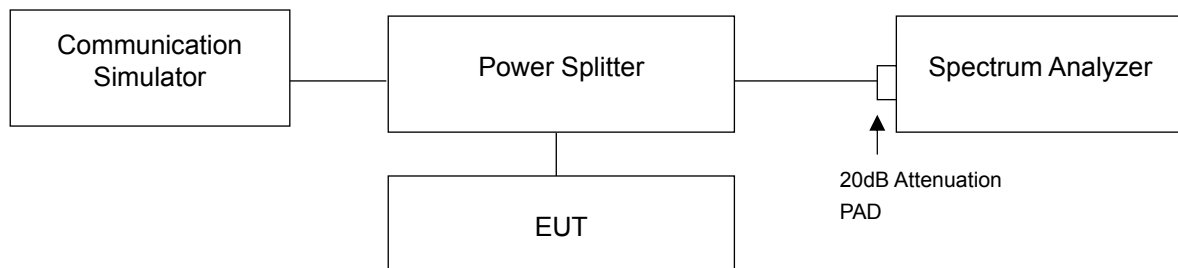 Communication
Simulator
Power Splitter
Spectrum Analyzer
20dB Attenuation
PAD
EUT